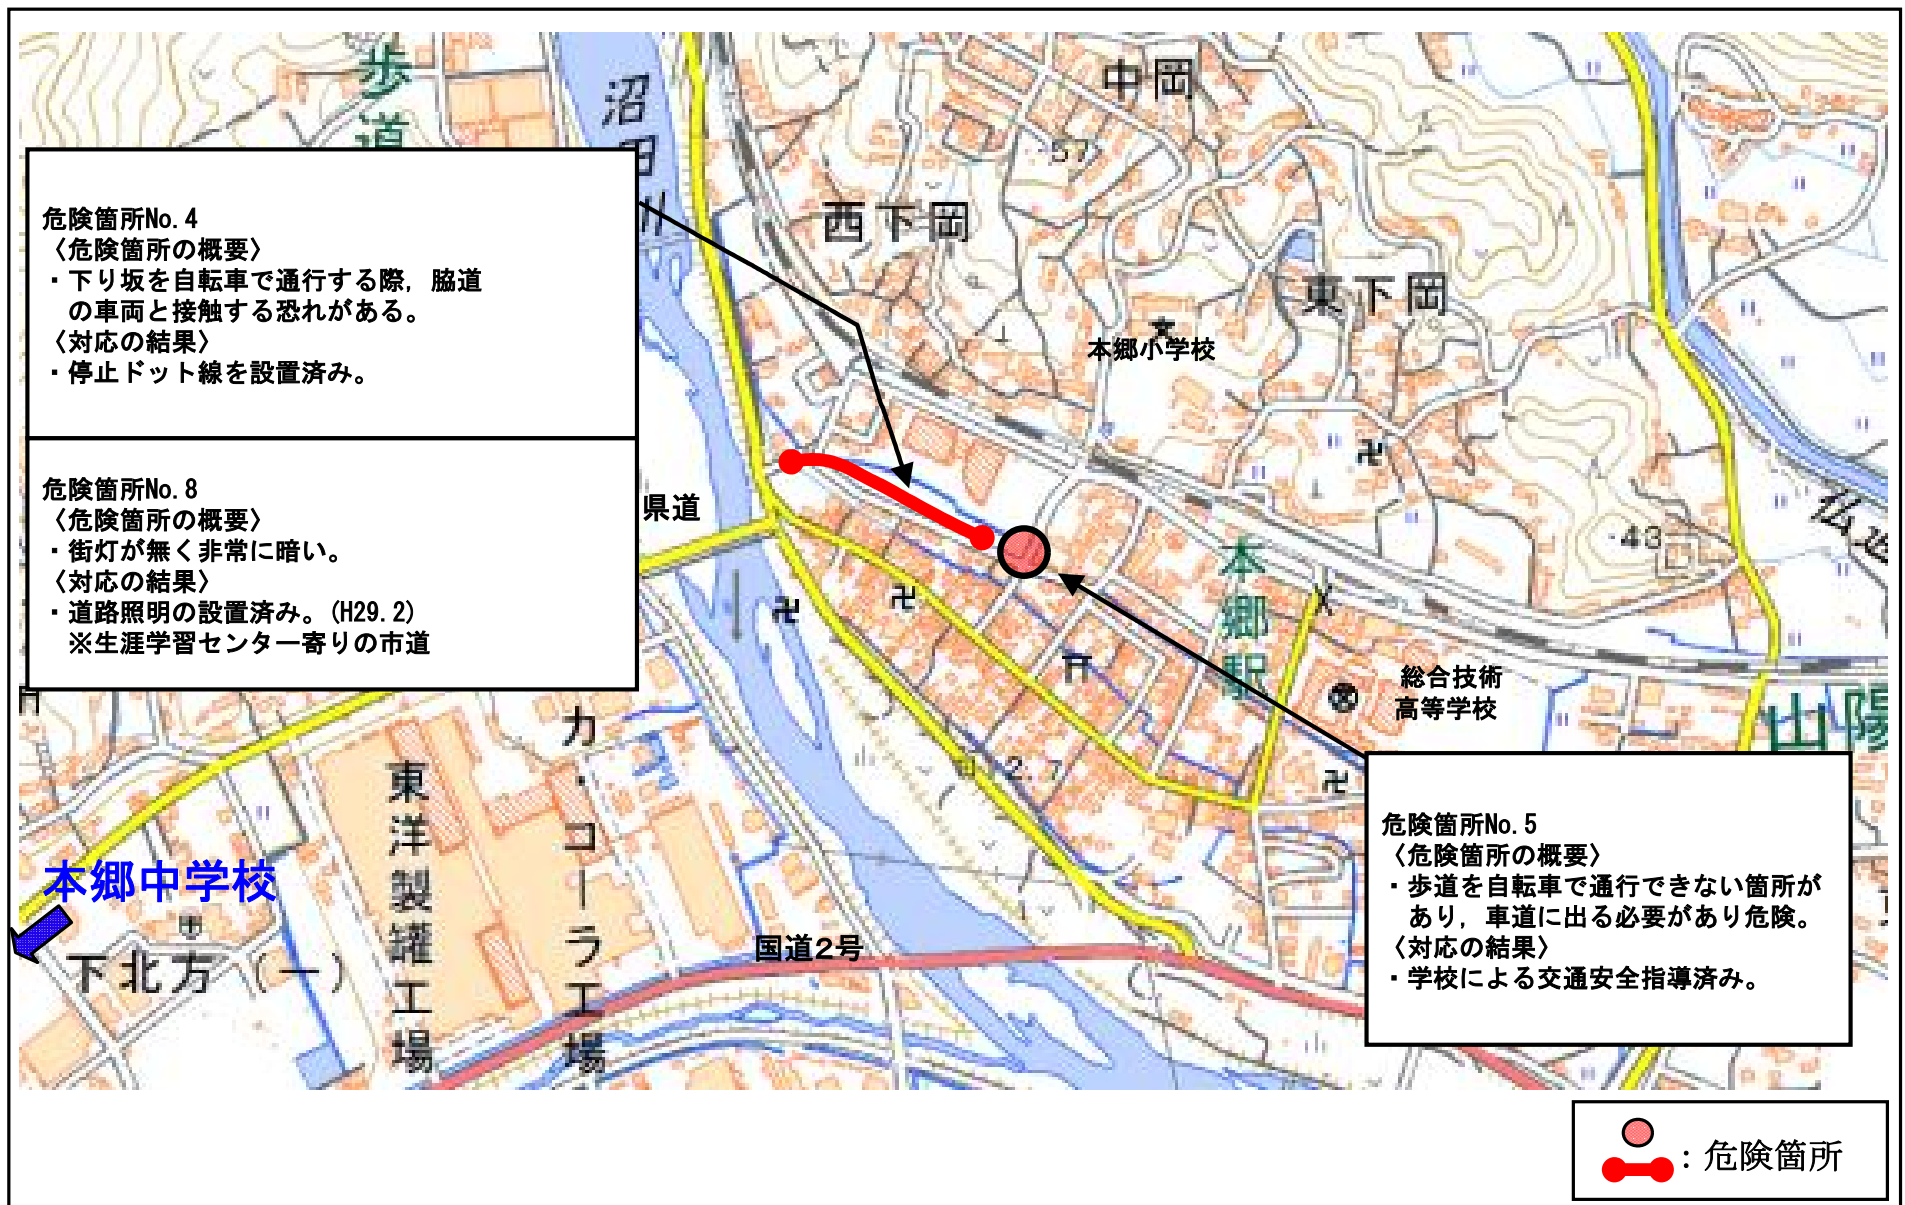 歩道
沼田川
中岡
・57
西下岡
東下岡
本郷小学校
危険箇所No.4
〈危険箇所の概要〉
・下り坂を自転車で通行する際，脇道
の車両と接触する恐れがある。
〈対応の結果〉
・停止ドット線を設置済み。
危険箇所No.8
〈危険箇所の概要〉
・街灯が無く非常に暗い。
〈対応の結果〉
・道路照明の設置済み。(H29.2)
※生涯学習センター寄りの市道
県道
・43
本郷駅
総合技術
高等学校
山陽
東洋製罐工場
カ・コーラ工場
本郷中学校
下北方（一）
国道2号
危険箇所No.5
〈危険箇所の概要〉
・歩道を自転車で通行できない箇所が
あり，車道に出る必要があり危険。
〈対応の結果〉
・学校による交通安全指導済み。
：危険箇所